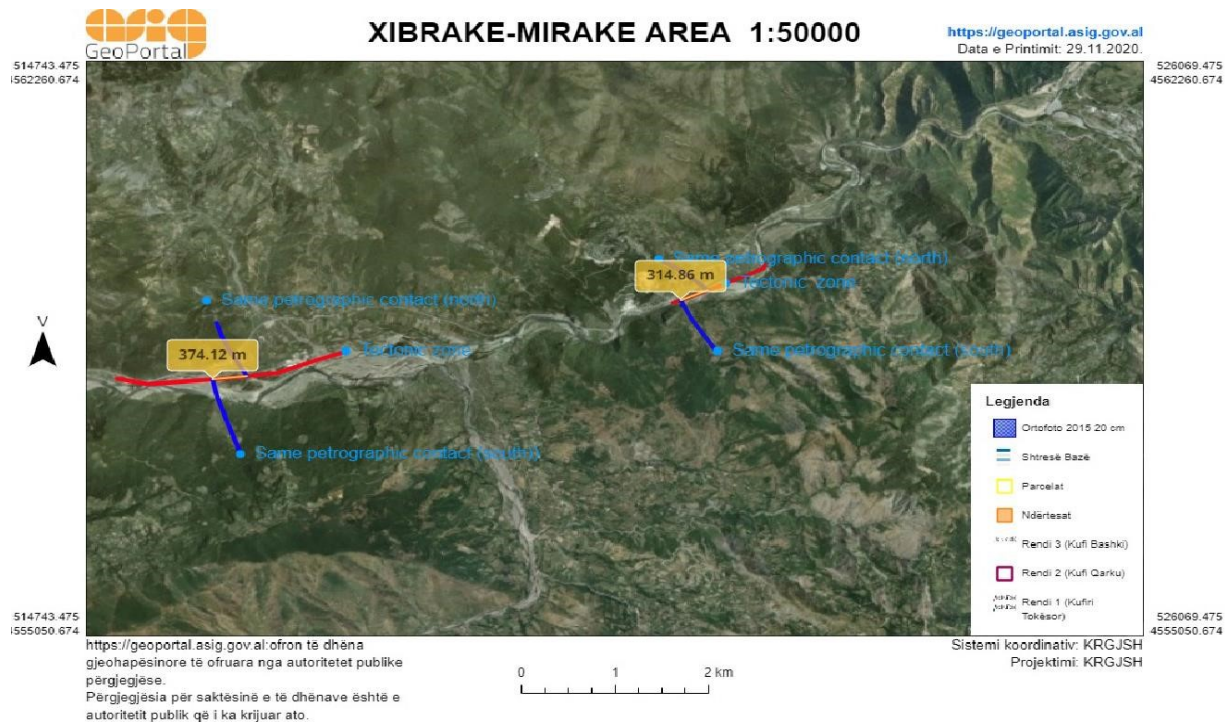 asig
GeoPortal
XIBRAKE-MIRAKE AREA 1:50000
https://geoportal.asig.gov.al
Data e Printimit: 29.11.2020.
514743.475
4562260.674
526069.475
4562260.674
Same petrographic contact (north)
314.86 m
Tectonic zone
Same petrographic contact (north)
V
374.12 m
Tectonic zone
Same petrographic contact (south)
Same petrographic contact (south)
Legjenda
Ortofoto 2015 20 cm
Shtresë Bazë
Parcelat
Ndërtesat
Rendi 3 (Kufi Bashki)
Rendi 2 (Kufi Qarku)
Rendi 1 (Kufiri
Tokësor)
514743.475
4555050.674
526069.475
4555050.674
https://geoportal.asig.gov.al:ofron të dhëna
gjeohapësinore të ofruara nga autoritetet publike
përgjegjëse.
Përgjegjësia për saktësinë e të dhënave është e
autoritetit publik që i ka krijuar ato.
0 1 2 km
Sistemi koordinativ: KRGJSH
Projektimi: KRGJSH